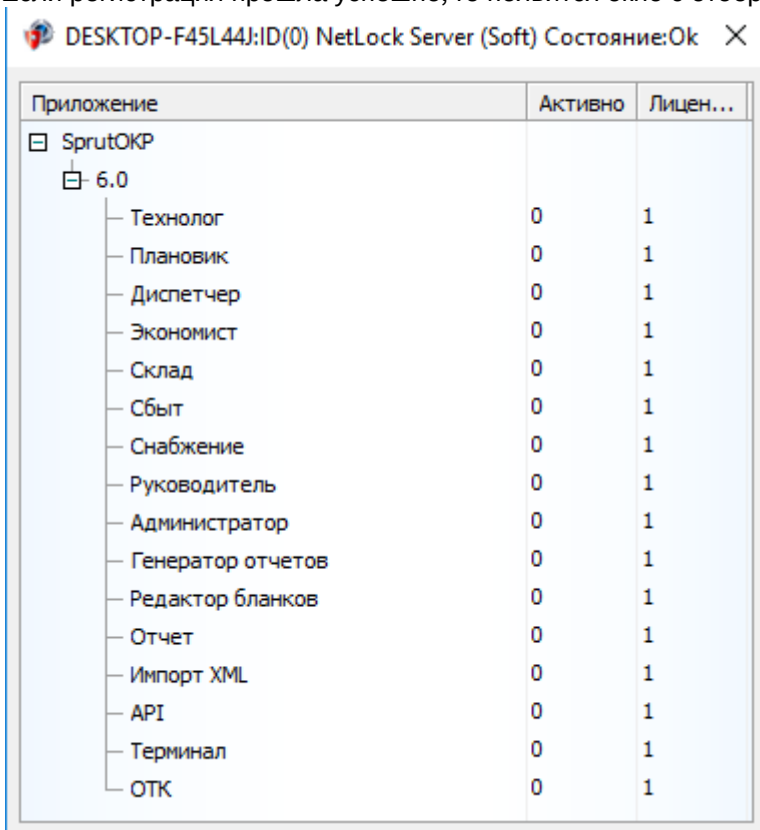 DESKTOP-F45L44J:ID(0) NetLock Server (Soft) Состояние:Ok
Приложение Активно Лицен...
SprutOKP
6.0
Технолог 0 1
Плановик 0 1
Диспетчер 0 1
Экономист 0 1
Склад 0 1
Сбыт 0 1
Снабжение 0 1
Руководитель 0 1
Администратор 0 1
Генератор отчетов 0 1
Редактор бланков 0 1
Отчет 0 1
Импорт XML 0 1
API 0 1
Терминал 0 1
ОТК 0 1